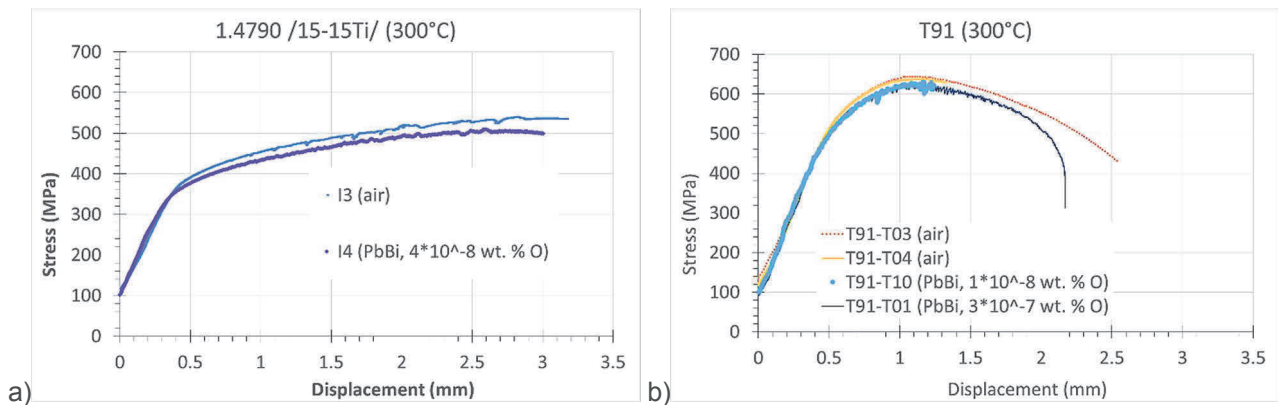 1.4790 /15-15Ti/ (300°C)
700
600
500
400
300
200
100
0
Stress (MPa)
0 0.5 1 1.5 2 2.5 3 3.5
Displacement (mm)
I3 (air)
I4 (PbBi, 4*10^-8 wt. % O)
a)
T91 (300°C)
700
600
500
400
300
200
100
0
Stress (MPa)
0 0.5 1 1.5 2 2.5 3 3.5
Displacement (mm)
T91-T03 (air)
T91-T04 (air)
T91-T10 (PbBi, 1*10^-8 wt. % O)
T91-T01 (PbBi, 3*10^-7 wt. % O)
b)